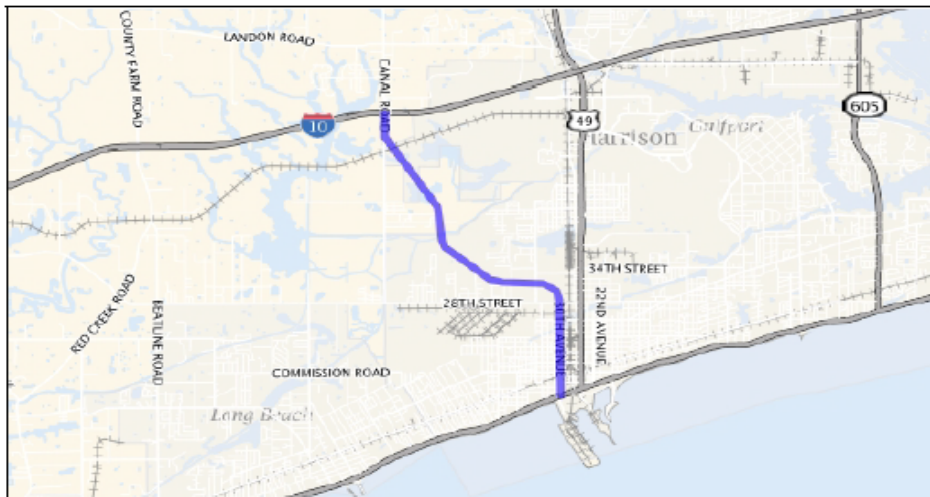 COUNTY FARM ROAD
LANDON ROAD
CANAL ROAD
10
49
605
Harrison
Gulfport
RED CREEK ROAD
BEATLINE ROAD
28TH STREET
34TH STREET
30TH AVENUE
22ND AVENUE
COMMISSION ROAD
Long Beach